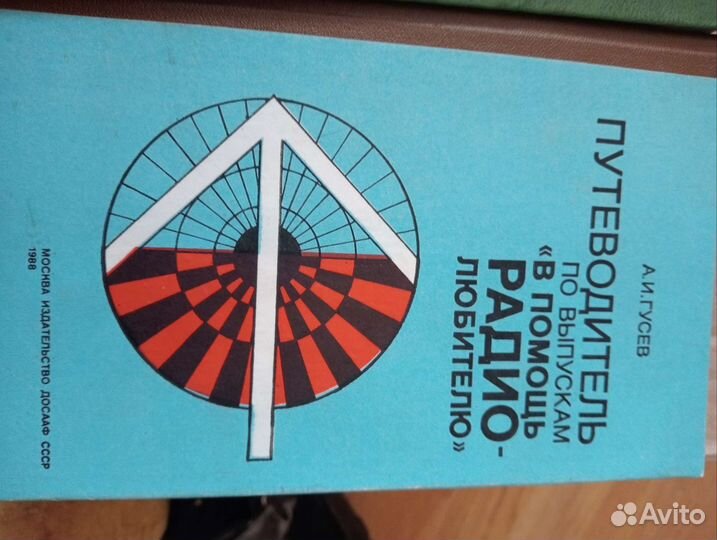 А.И.ГУСЕВ
ПУТЕВОДИТЕЛЬ
ПО ВЫПУСКАМ
«В ПОМОЩЬ
РАДИО-
ЛЮБИТЕЛЮ»
МОСКВА ИЗДАТЕЛЬСТВО ДОСААФ СССР
1988
Avito